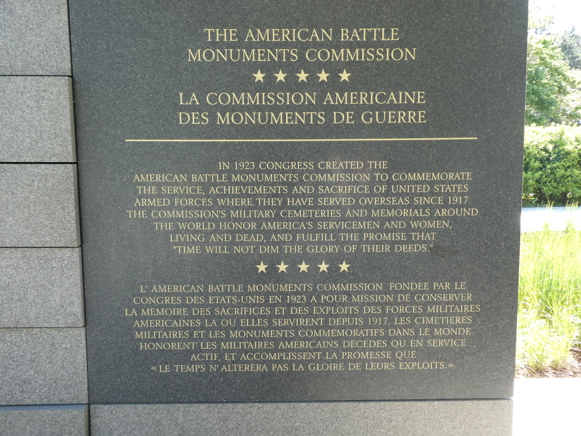 THE AMERICAN BATTLE
MONUMENTS COMMISSION
LA COMMISSION AMERICAINE
DES MONUMENTS DE GUERRE
IN 1923 CONGRESS CREATED THE
AMERICAN BATTLE MONUMENTS COMMISSION TO COMMEMORATE
THE SERVICE, ACHIEVEMENTS AND SACRIFICE OF UNITED STATES
ARMED FORCES WHERE THEY HAVE SERVED OVERSEAS SINCE 1917.
THE COMMISSION'S MILITARY CEMETERIES AND MEMORIALS AROUND
THE WORLD HONOR AMERICA'S SERVICEMEN AND WOMEN,
LIVING AND DEAD, AND FULFILL THE PROMISE THAT
"TIME WILL NOT DIM THE GLORY OF THEIR DEEDS."
L' AMERICAN BATTLE MONUMENTS COMMISSION, FONDEE PAR LE
CONGRES DES ETATS-UNIS EN 1923 A POUR MISSION DE CONSERVER
LA MEMOIRE DES SACRIFICES ET DES EXPLOITS DES FORCES MILITAIRES
AMERICAINES LA OU ELLES SERVIRENT DEPUIS 1917. LES CIMETIERES
MILITAIRES ET LES MONUMENTS COMMEMORATIFS DANS LE MONDE
HONORENT LES MILITAIRES AMERICAINS DECEDES OU EN SERVICE
ACTIF, ET ACCOMPLISSENT LA PROMESSE QUE
«LE TEMPS N' ALTERERA PAS LA GLOIRE DE LEURS EXPLOITS.»